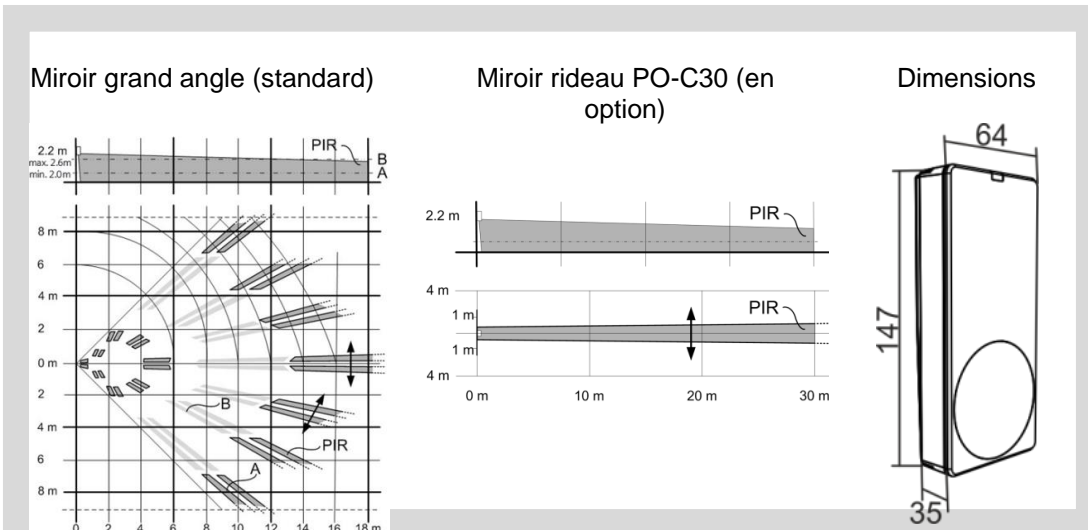 Miroir grand angle (standard)
Miroir rideau PO-C30 (en
option)
Dimensions
2.2 m
max. 2.6m
min. 2.0m
PIR
B
A
8 m
6
4 m
2
0 m
2
4 m
6
8 m
B
PIR
A
0 2 4 6 8 10 12 14 16 18 m
2.2 m
PIR
4 m
1 m
1 m
4 m
PIR
0 m 10 m 20 m 30 m
64
147
35